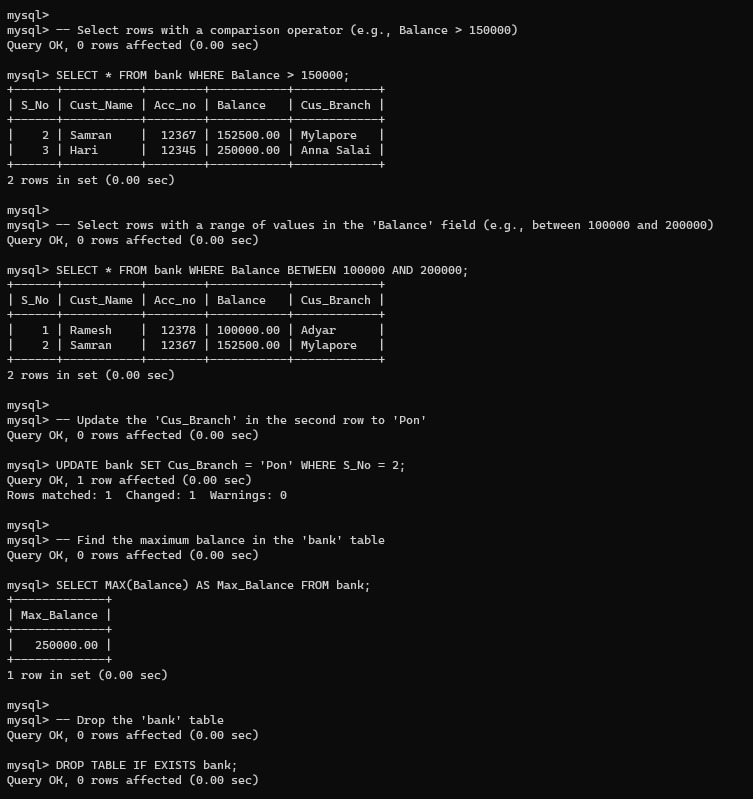 mysql>
mysql> -- Select rows with a comparison operator (e.g., Balance > 150000)
Query OK, 0 rows affected (0.00 sec)

mysql> SELECT * FROM bank WHERE Balance > 150000;
+------+-----------+--------+-----------+------------+
| S_No | Cust_Name | Acc_no | Balance   | Cus_Branch |
+------+-----------+--------+-----------+------------+
|    2 | Samran    |  12367 | 152500.00 | Mylapore   |
|    3 | Hari      |  12345 | 250000.00 | Anna Salai |
+------+-----------+--------+-----------+------------+
2 rows in set (0.00 sec)

mysql>
mysql> -- Select rows with a range of values in the 'Balance' field (e.g., between 100000 and 200000)
Query OK, 0 rows affected (0.00 sec)

mysql> SELECT * FROM bank WHERE Balance BETWEEN 100000 AND 200000;
+------+-----------+--------+-----------+------------+
| S_No | Cust_Name | Acc_no | Balance   | Cus_Branch |
+------+-----------+--------+-----------+------------+
|    1 | Ramesh    |  12378 | 100000.00 | Adyar      |
|    2 | Samran    |  12367 | 152500.00 | Mylapore   |
+------+-----------+--------+-----------+------------+
2 rows in set (0.00 sec)

mysql>
mysql> -- Update the 'Cus_Branch' in the second row to 'Pon'
Query OK, 0 rows affected (0.00 sec)

mysql> UPDATE bank SET Cus_Branch = 'Pon' WHERE S_No = 2;
Query OK, 1 row affected (0.00 sec)
Rows matched: 1  Changed: 1  Warnings: 0

mysql>
mysql> -- Find the maximum balance in the 'bank' table
Query OK, 0 rows affected (0.00 sec)

mysql> SELECT MAX(Balance) AS Max_Balance FROM bank;
+-------------+
| Max_Balance |
+-------------+
|   250000.00 |
+-------------+
1 row in set (0.00 sec)

mysql>
mysql> -- Drop the 'bank' table
Query OK, 0 rows affected (0.00 sec)

mysql> DROP TABLE IF EXISTS bank;
Query OK, 0 rows affected (0.00 sec)